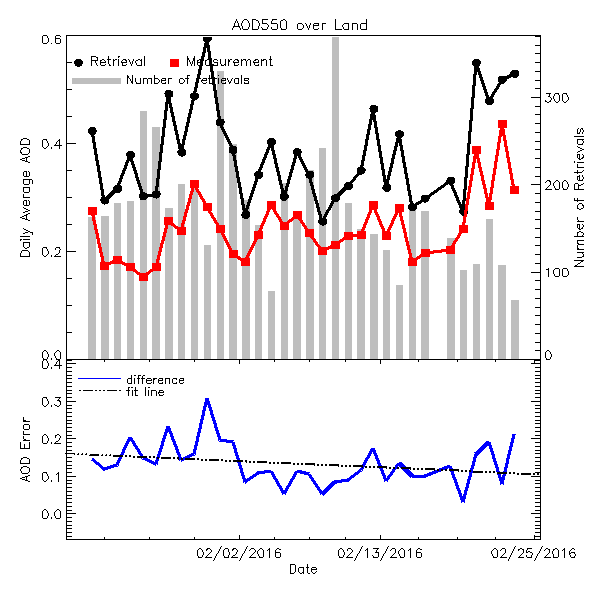 AOD550 over Land
0.6
0.4
0.2
0.0
Daily Average AOD
Retrieval
Measurement
Number of retrievals
300
200
100
0
Number of Retrievals
0.4
0.3
0.2
0.1
0.0
AOD Error
difference
fit line
02/02/2016
02/13/2016
02/25/2016
Date